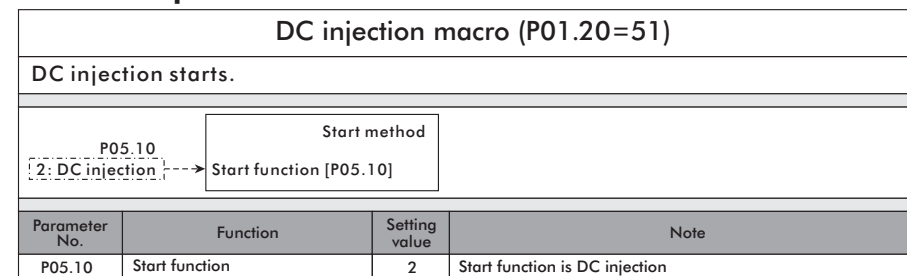 DC injection macro (P01.20=51)
DC injection starts.
Start method
P05.10
2: DC injection
Start function [P05.10]
Parameter No.
Function
Setting value
Note
P05.10
Start function
2
Start function is DC injection